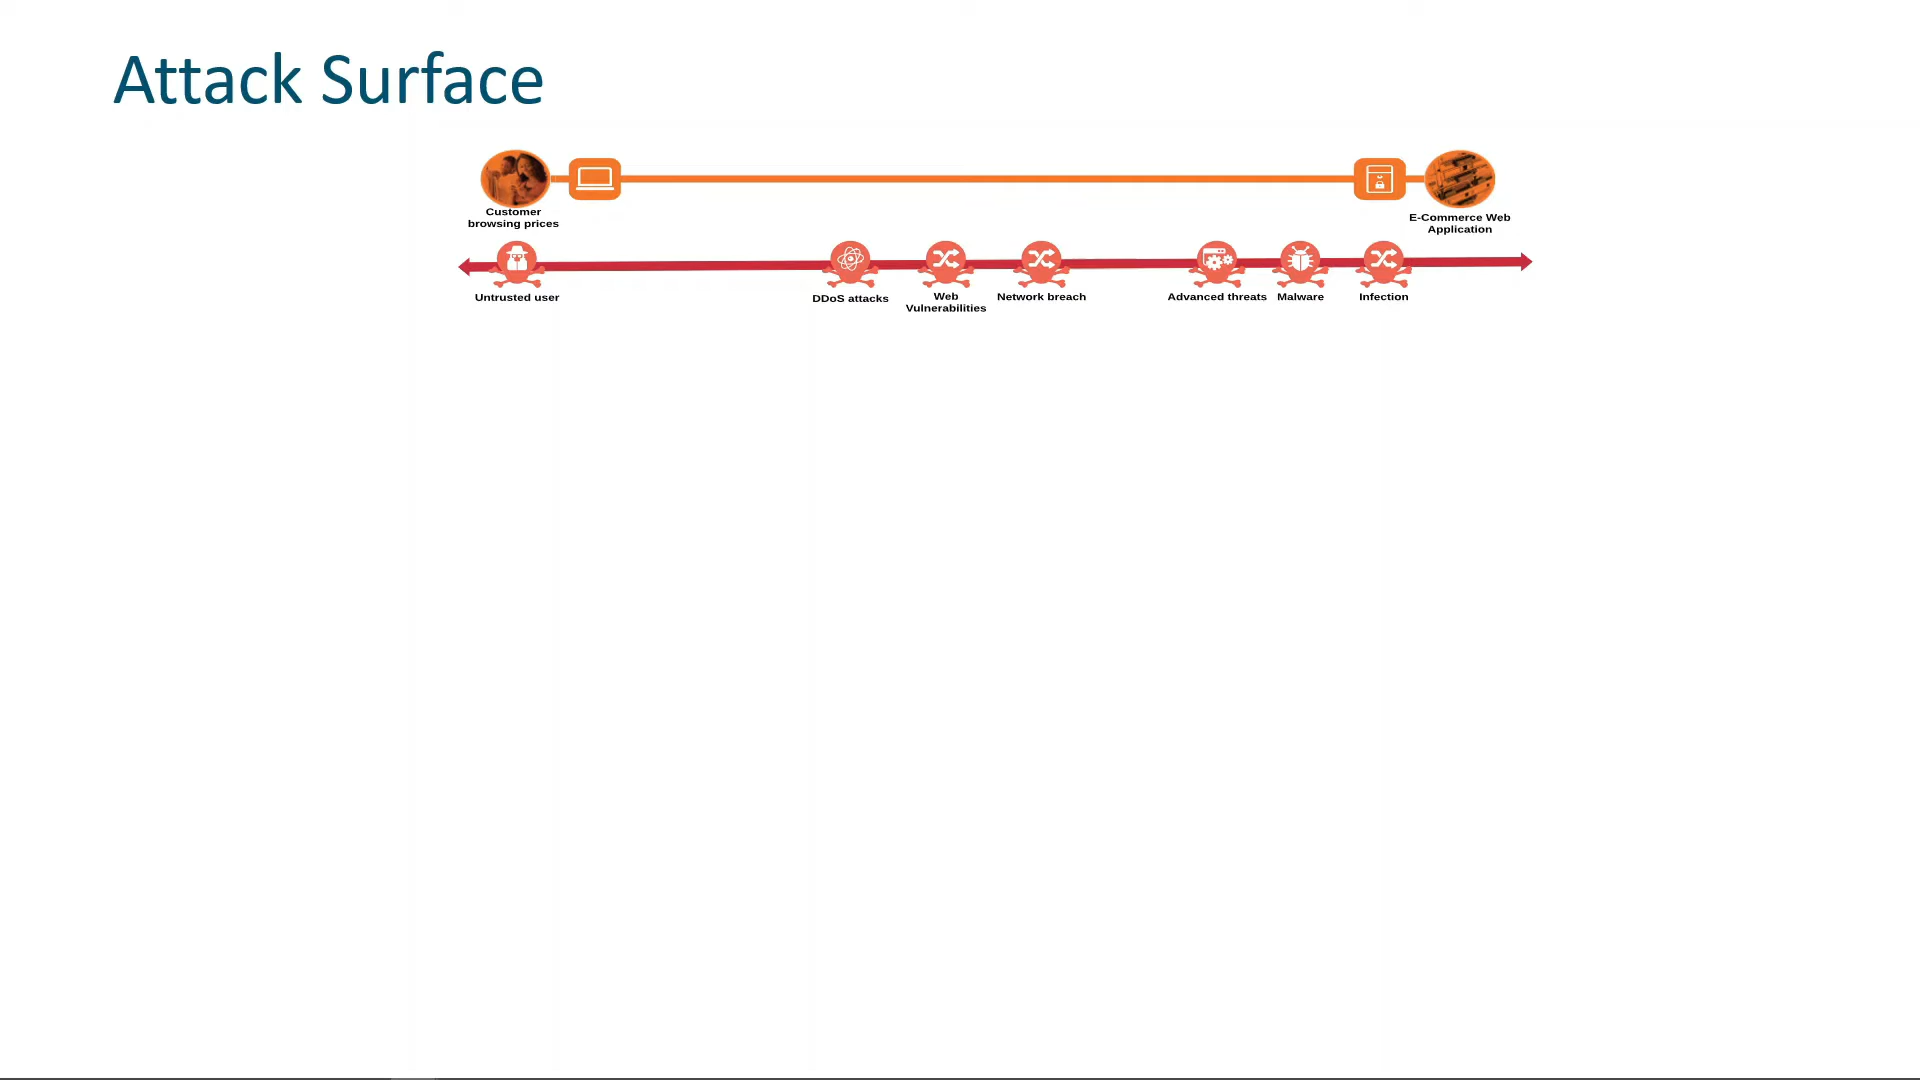 Attack Surface
Customer
browsing prices
E-Commerce Web
Application
Untrusted user
DDoS attacks
Web
Vulnerabilities
Network breach
Advanced threats
Malware
Infection